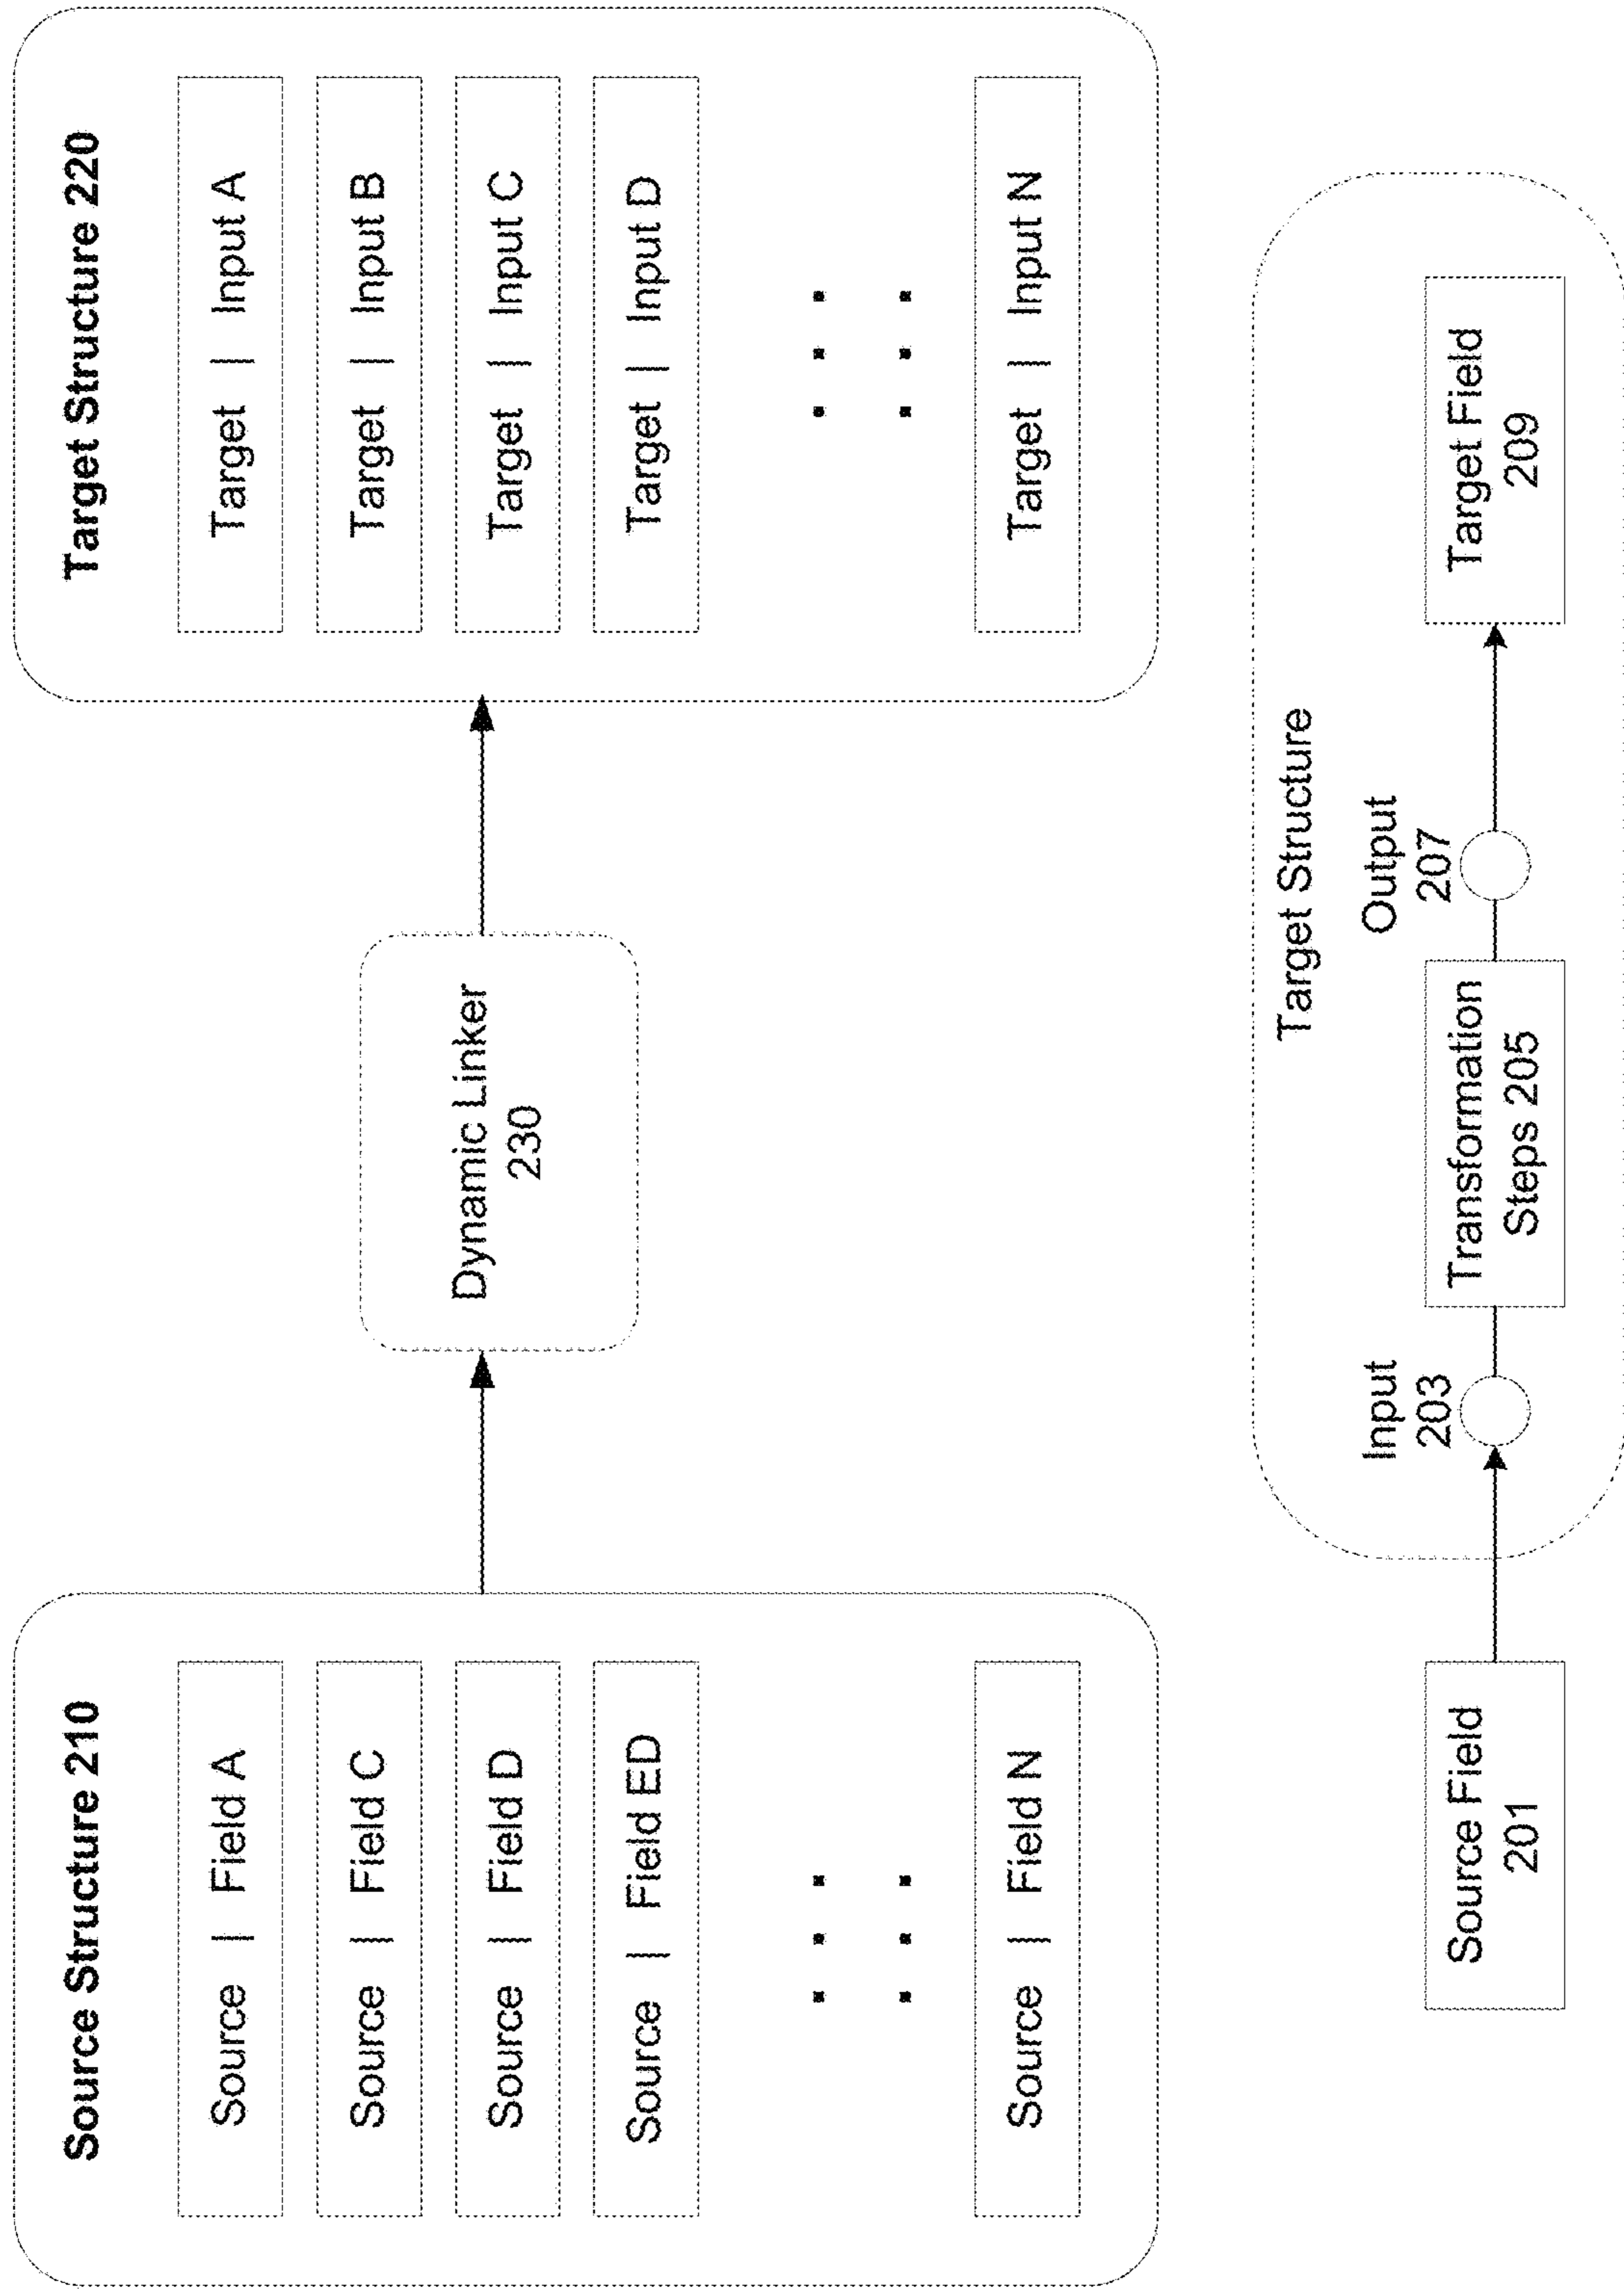 Source Structure 210
Source | Field A
Source | Field C
Source | Field D
Source | Field ED
Source | Field N
Dynamic Linker
230
Target Structure 220
Target | Input A
Target | Input B
Target | Input C
Target | Input D
Target | Input N
Source Field
201
Target Structure
Input
203
Transformation
Steps 205
Output
207
Target Field
209